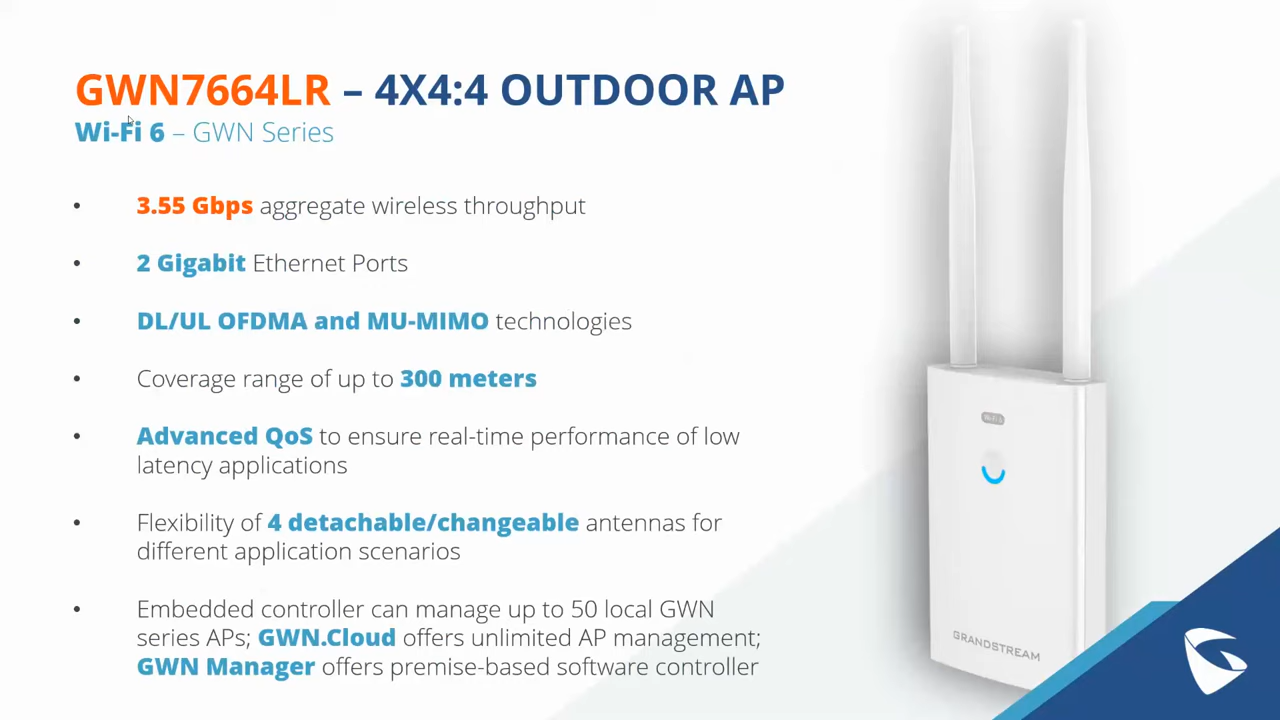 GWN7664LR – 4X4:4 OUTDOOR AP
Wi-Fi 6 – GWN Series
• 3.55 Gbps aggregate wireless throughput
• 2 Gigabit Ethernet Ports
• DL/UL OFDMA and MU-MIMO technologies
• Coverage range of up to 300 meters
• Advanced QoS to ensure real-time performance of low
latency applications
• Flexibility of 4 detachable/changeable antennas for
different application scenarios
• Embedded controller can manage up to 50 local GWN
series APs; GWN.Cloud offers unlimited AP management;
GWN Manager offers premise-based software controller
Wi-Fi 6
GRANDSTREAM